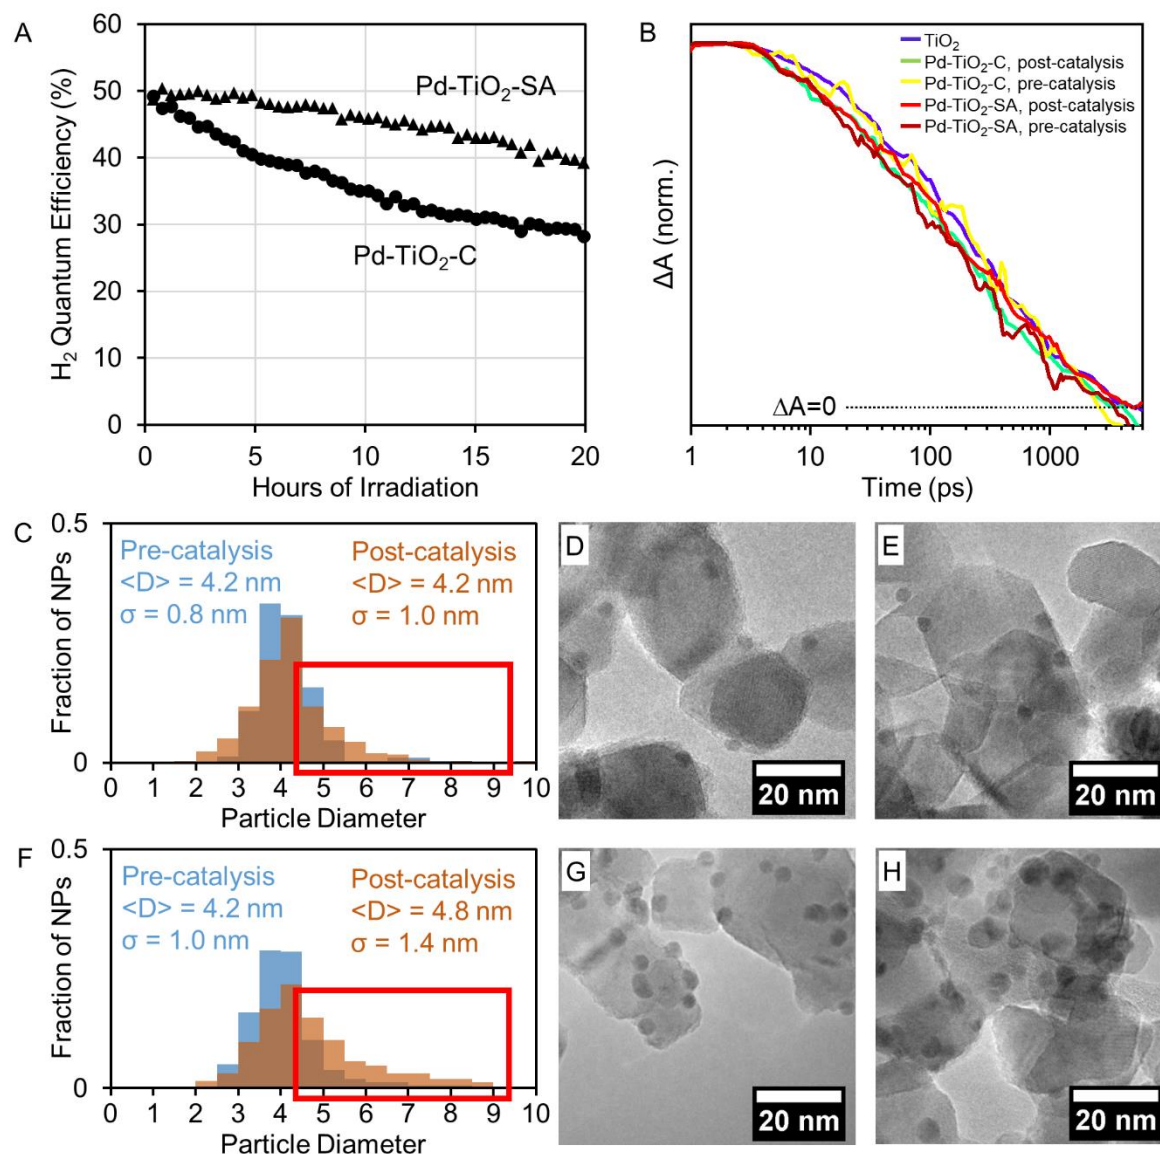 A
H₂ Quantum Efficiency (%)
60
50
40
30
20
10
0
Pd-TiO₂-SA
Pd-TiO₂-C
0 5 10 15 20
Hours of Irradiation
B
ΔA (norm.)
TiO₂
Pd-TiO₂-C, post-catalysis
Pd-TiO₂-C, pre-catalysis
Pd-TiO₂-SA, post-catalysis
Pd-TiO₂-SA, pre-catalysis
ΔA=0
1 10 100 1000
Time (ps)
C
Fraction of NPs
0.5
0
Pre-catalysis
<D> = 4.2 nm
σ = 0.8 nm
Post-catalysis
<D> = 4.2 nm
σ = 1.0 nm
0 1 2 3 4 5 6 7 8 9 10
Particle Diameter
D
20 nm
E
20 nm
F
Fraction of NPs
0.5
0
Pre-catalysis
<D> = 4.2 nm
σ = 1.0 nm
Post-catalysis
<D> = 4.8 nm
σ = 1.4 nm
0 1 2 3 4 5 6 7 8 9 10
Particle Diameter
G
20 nm
H
20 nm